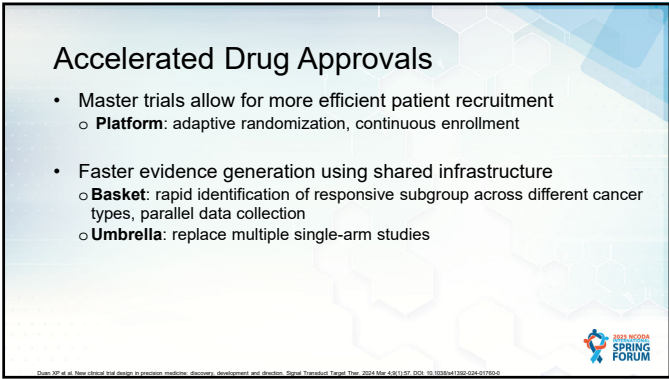 Accelerated Drug Approvals
• Master trials allow for more efficient patient recruitment
o Platform: adaptive randomization, continuous enrollment
• Faster evidence generation using shared infrastructure
o Basket: rapid identification of responsive subgroup across different cancer
types, parallel data collection
o Umbrella: replace multiple single-arm studies
2025 NCODA
INTERNATIONAL
SPRING
FORUM
Duan XP et al. New clinical trial design in precision medicine: discovery, development and direction. Signal Transduct Target Ther. 2024 Mar 4;9(1):57. DOI: 10.1038/s41392-024-01760-0